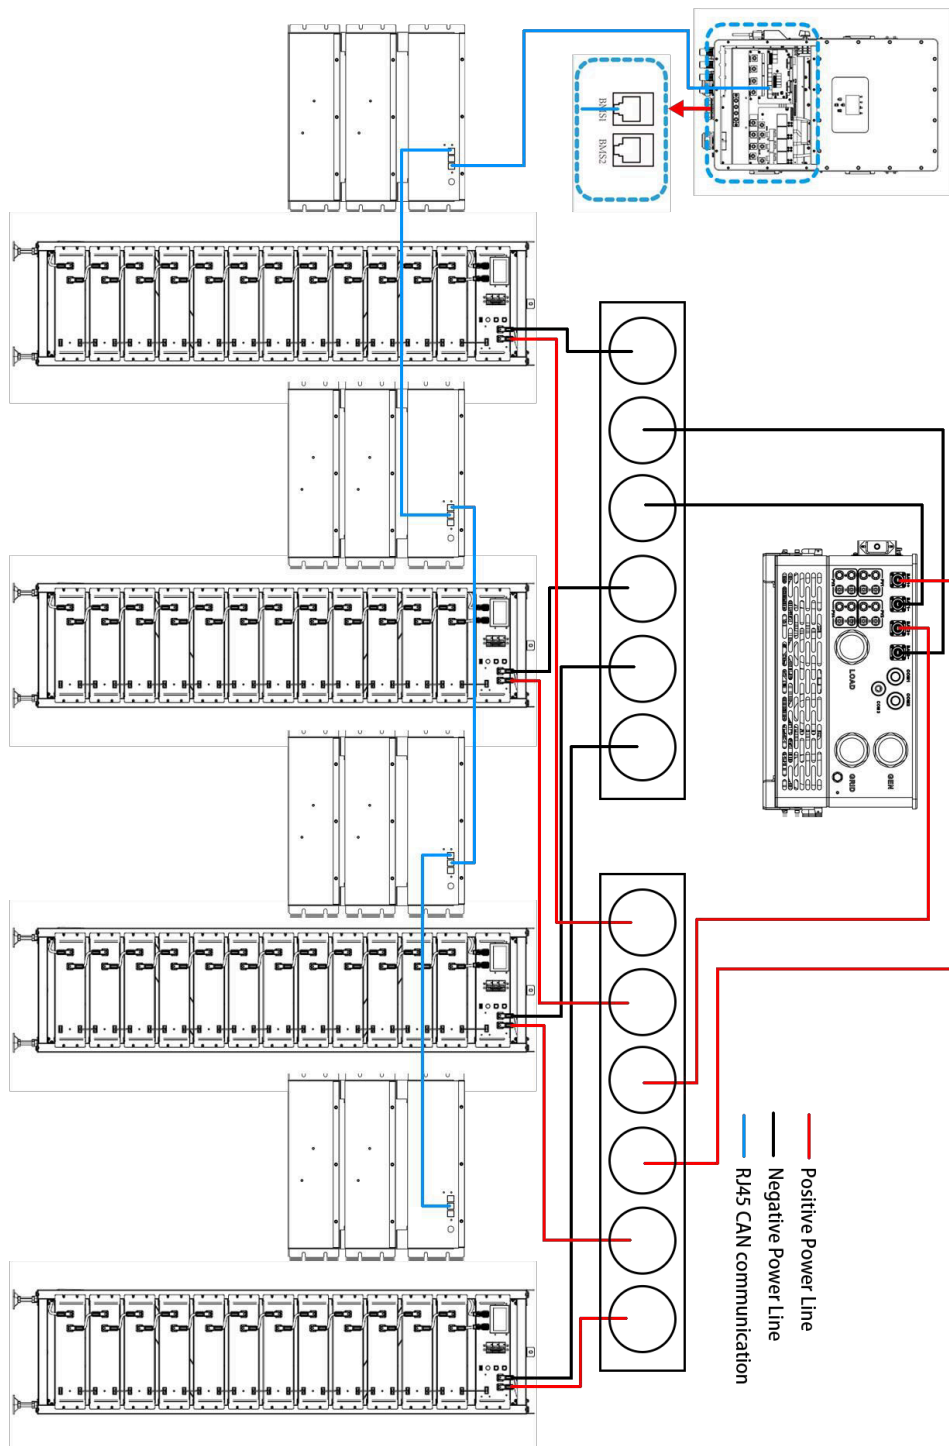 BMS1
BMS2
LOAD
GRID
GEN
Positive Power Line
Negative Power Line
RJ45 CAN communication